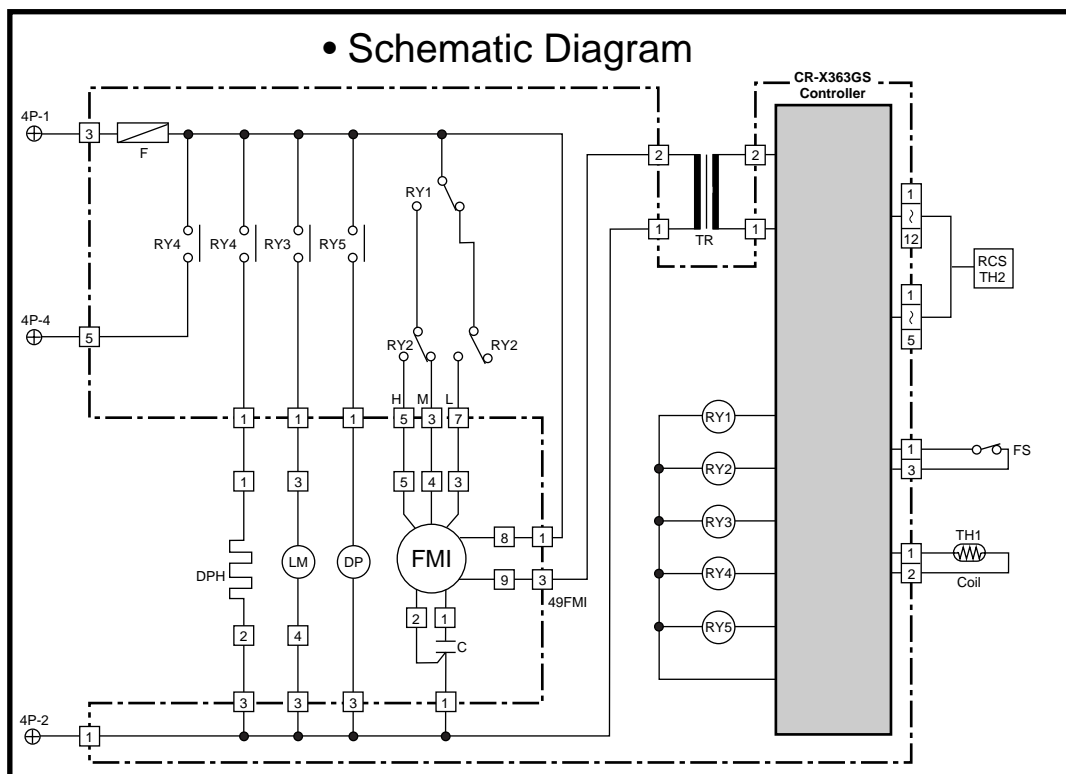 • Schematic Diagram
CR-X363GS
Controller
4P-1
3
F
2
2
1
1
TR
1
~
12
RCS
TH2
1
~
5
RY1
RY4
RY4
RY3
RY5
4P-4
5
RY2
RY2
H
M
L
1
1
1
5
3
7
1
3
5
4
3
RY1
RY2
RY3
RY4
RY5
1
3
FS
FMI
8
1
9
3
49FMI
DPH
LM
DP
TH1
1
2
Coil
2
1
C
2
4
3
3
3
1
4P-2
1